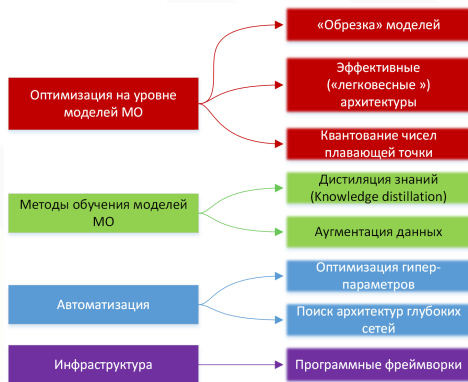 «Обрезка» моделей
Оптимизация на уровне
моделей МО
Эффективные
(«легковесные »)
архитектуры
Квантование чисел
плавающей точки
Методы обучения моделей
МО
Дистиляция знаний
(Knowledge distillation)
Аугментация данных
Автоматизация
Оптимизация гипер-
параметров
Поиск архитектур глубоких
сетей
Инфраструктура
Программные фреймворки